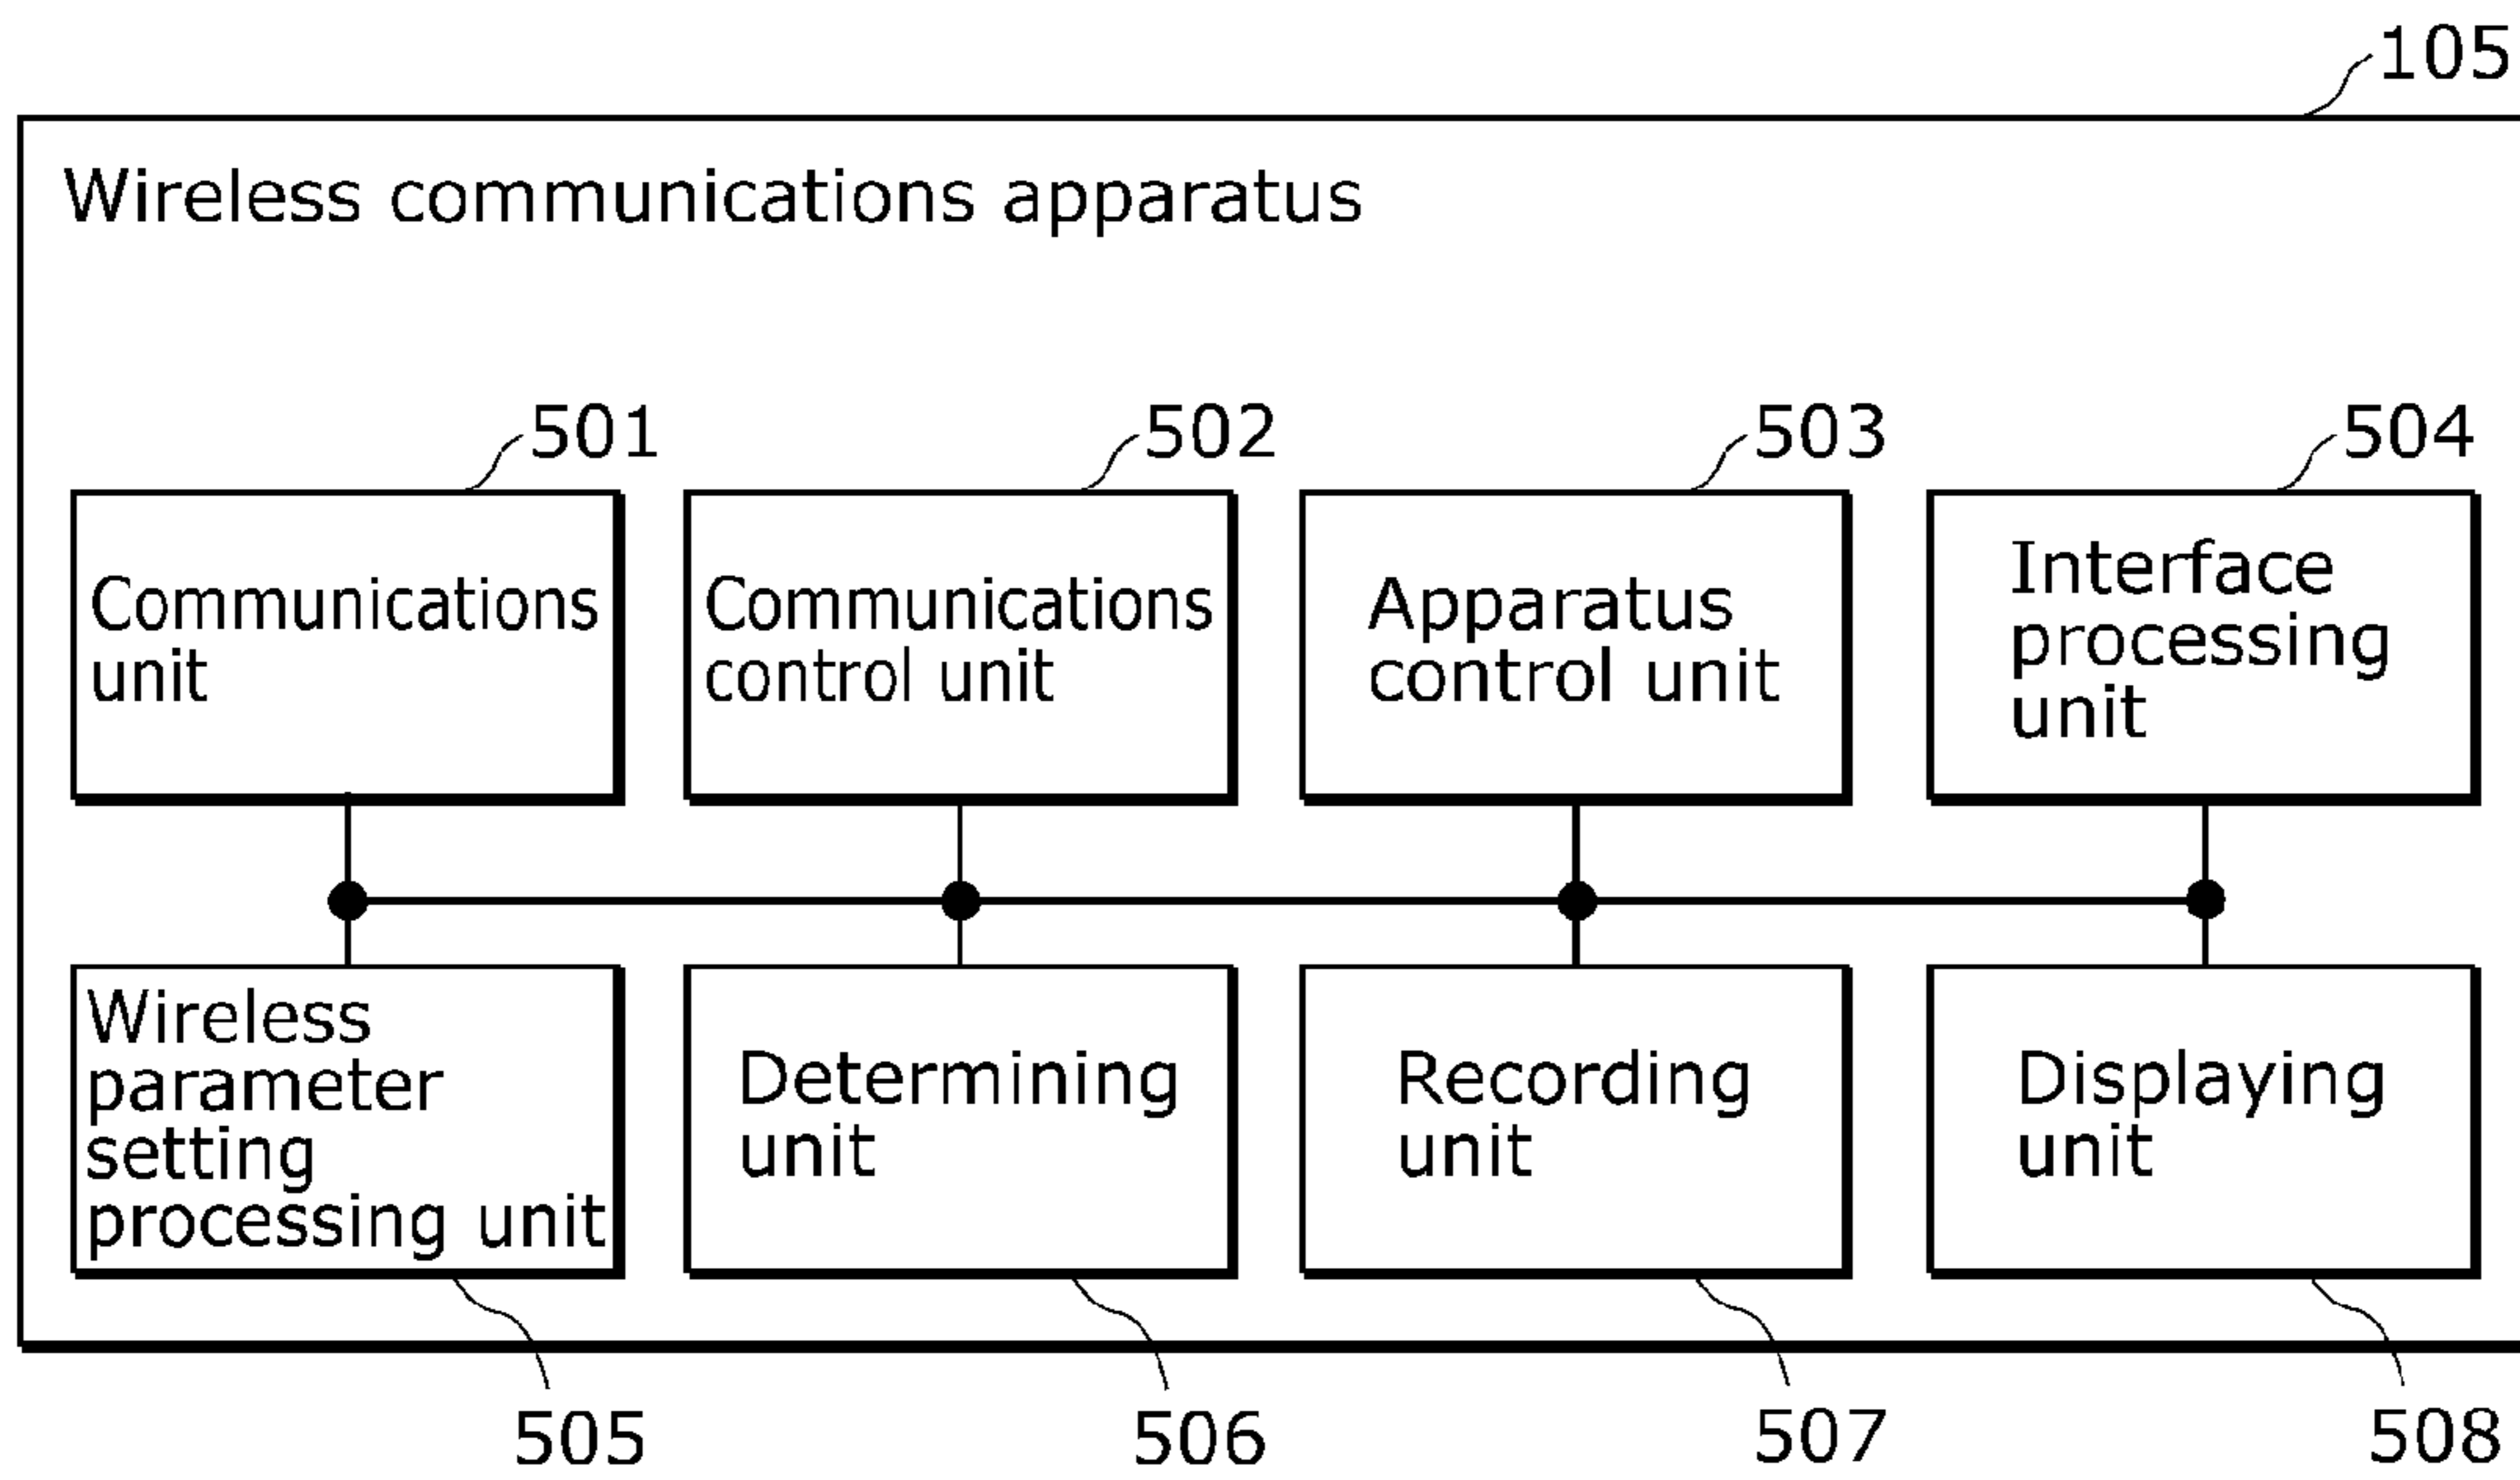 105
Wireless communications apparatus
501
502
503
504
Communications
unit
Communications
control unit
Apparatus
control unit
Interface
processing
unit
Wireless
parameter
setting
processing unit
Determining
unit
Recording
unit
Displaying
unit
505
506
507
508